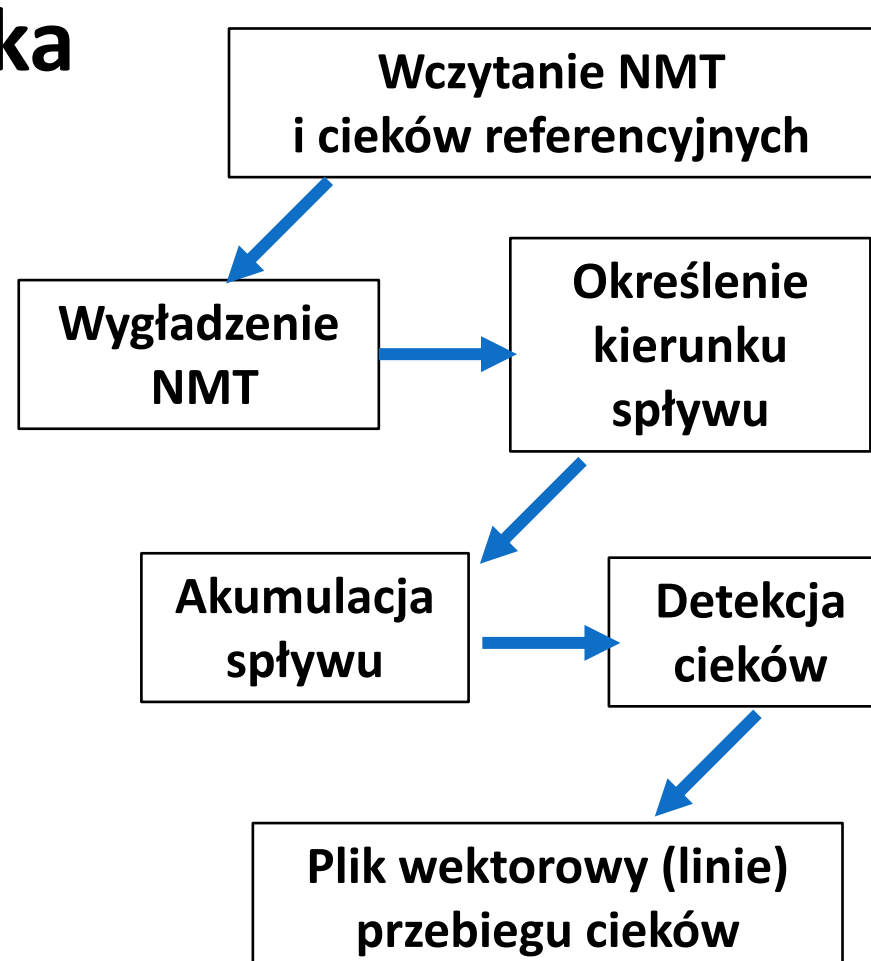 ka
Wczytanie NMT
i cieków referencyjnych
Wygładzenie
NMT
Określenie
kierunku
spływu
Akumulacja
spływu
Detekcja
cieków
Plik wektorowy (linie)
przebiegu cieków